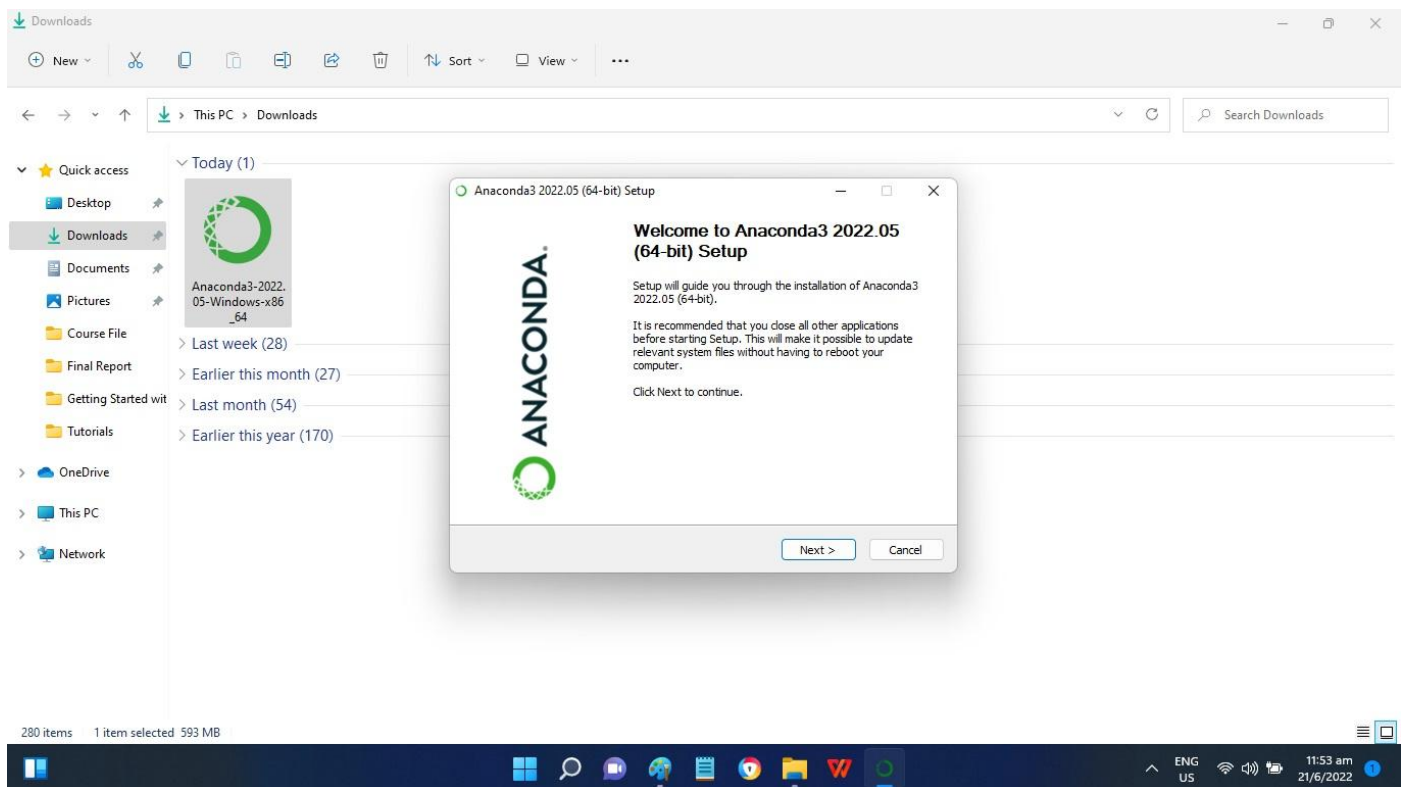 Downloads
New
Sort
View
This PC > Downloads
Search Downloads
Quick access
Desktop
Downloads
Documents
Pictures
Course File
Final Report
Getting Started wit
Tutorials
OneDrive
This PC
Network
Today (1)
Anaconda3-2022.
05-Windows-x86
_64
Last week (28)
Earlier this month (27)
Last month (54)
Earlier this year (170)
Anaconda3 2022.05 (64-bit) Setup
ANACONDA.
Welcome to Anaconda3 2022.05
(64-bit) Setup
Setup will guide you through the installation of Anaconda3
2022.05 (64-bit).
It is recommended that you close all other applications
before starting Setup. This will make it possible to update
relevant system files without having to reboot your
computer.
Click Next to continue.
Next >
Cancel
280 items 1 item selected 593 MB
ENG
US
11:53 am
21/6/2022
1